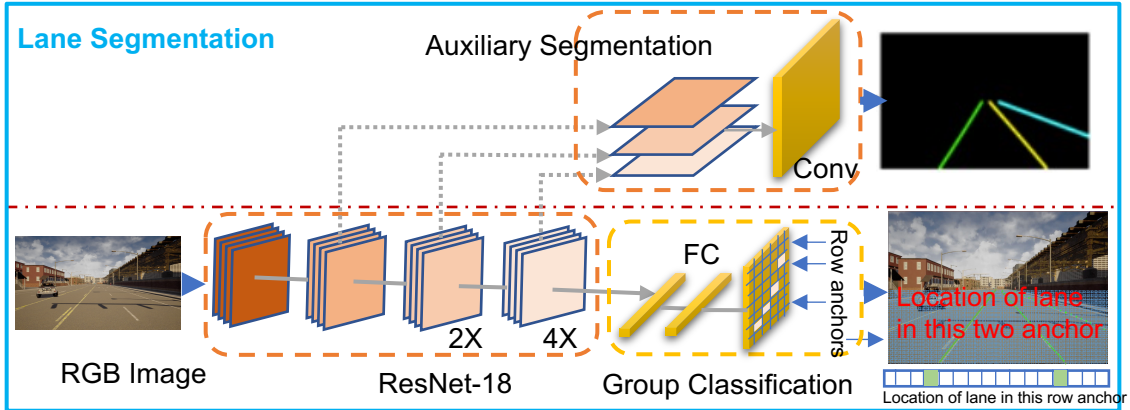 Lane Segmentation
Auxiliary Segmentation
Conv
FC
Row anchors
Location of lane
in this two anchor
2X
4X
RGB Image
ResNet-18
Group Classification
Location of lane in this row anchor